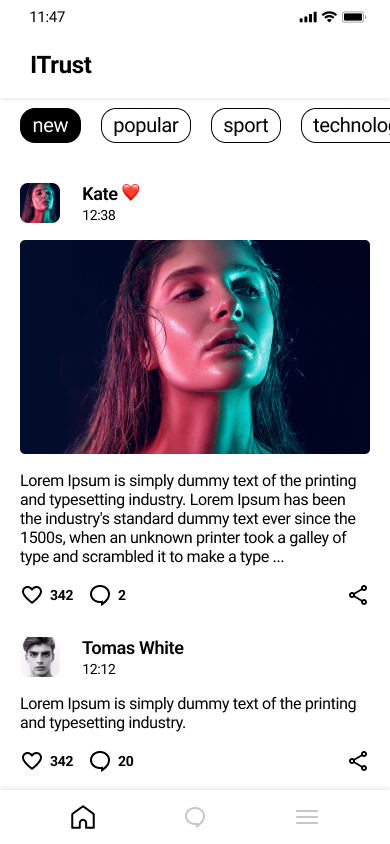 11:47
ITrust
new popular sport technolo
Kate ❤️
12:38
Lorem Ipsum is simply dummy text of the printing
and typesetting industry. Lorem Ipsum has been
the industry's standard dummy text ever since the
1500s, when an unknown printer took a galley of
type and scrambled it to make a type ...
342 2
Tomas White
12:12
Lorem Ipsum is simply dummy text of the printing
and typesetting industry.
342 20